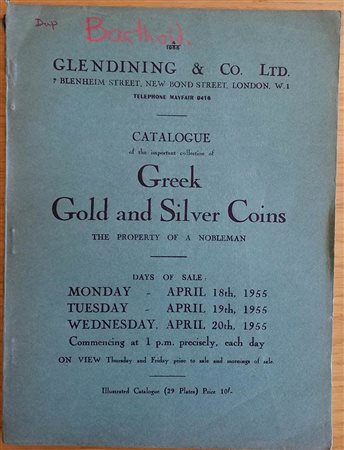 Dup
1044
GLENDINING & CO. LTD.
7 BLENHEIM STREET, NEW BOND STREET, LONDON, W.1
TELEPHONE MAYFAIR 0416
CATALOGUE
of the important collection of
Greek
Gold and Silver Coins
THE PROPERTY OF A NOBLEMAN
DAYS OF SALE:
MONDAY - APRIL 18th, 1955
TUESDAY - APRIL 19th, 1955
WEDNESDAY, APRIL 20th, 1955
Commencing at 1 p.m. precisely, each day
ON VIEW Thursday and Friday prior to sale and mornings of sale.
Illustrated Catalogue (29 Plates) Price 10/-